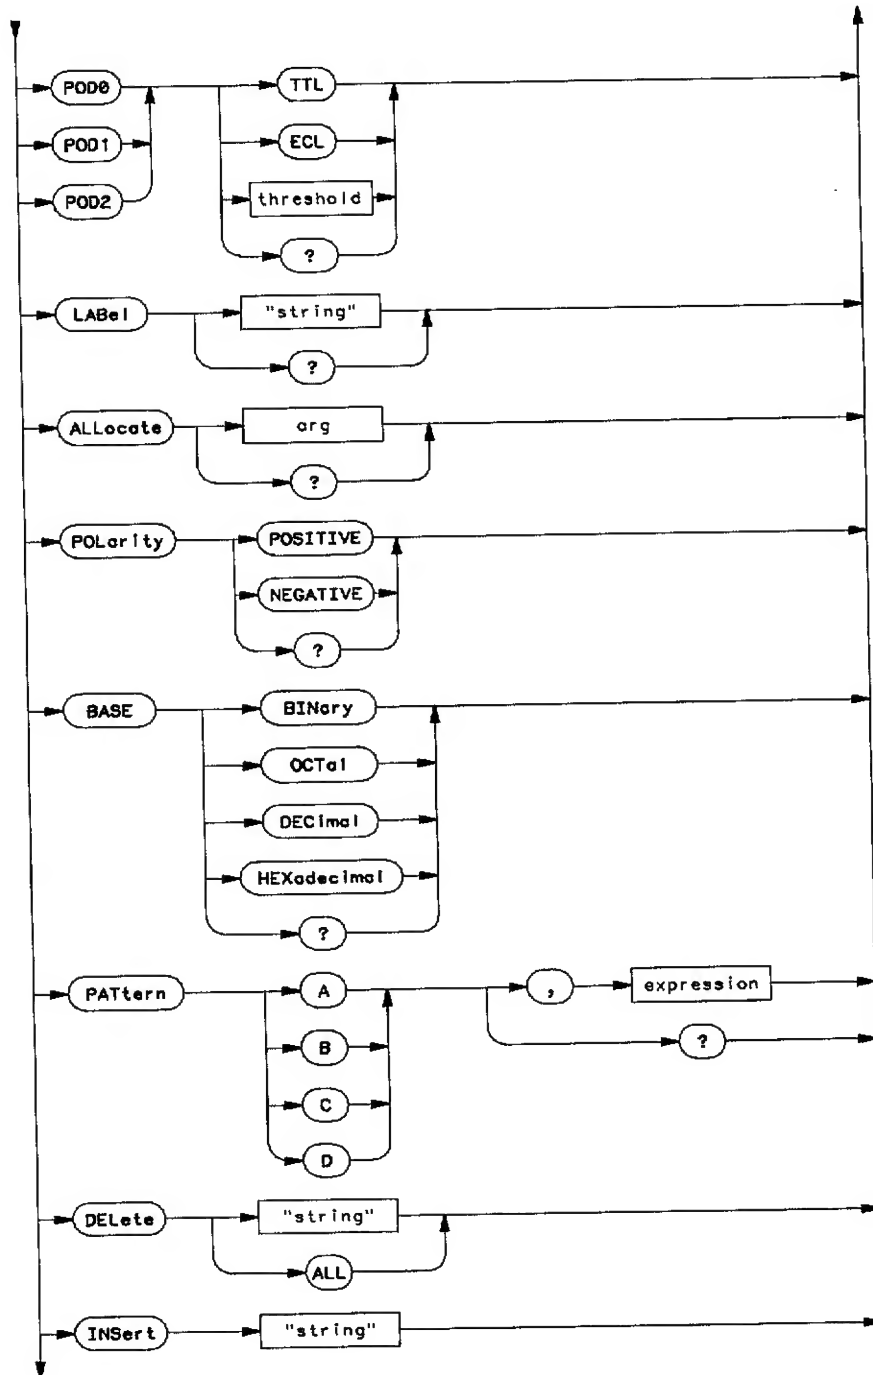 POD0 TTL
POD1 ECL
POD2 threshold
?
LABel "string"
?
ALLocate arg
?
POLarity POSITIVE
NEGATIVE
?
BASE BINary
OCTal
DECimal
HEXadecimal
?
PATtern A , expression
B ?
C
D
DELete "string"
ALL
INSert "string"